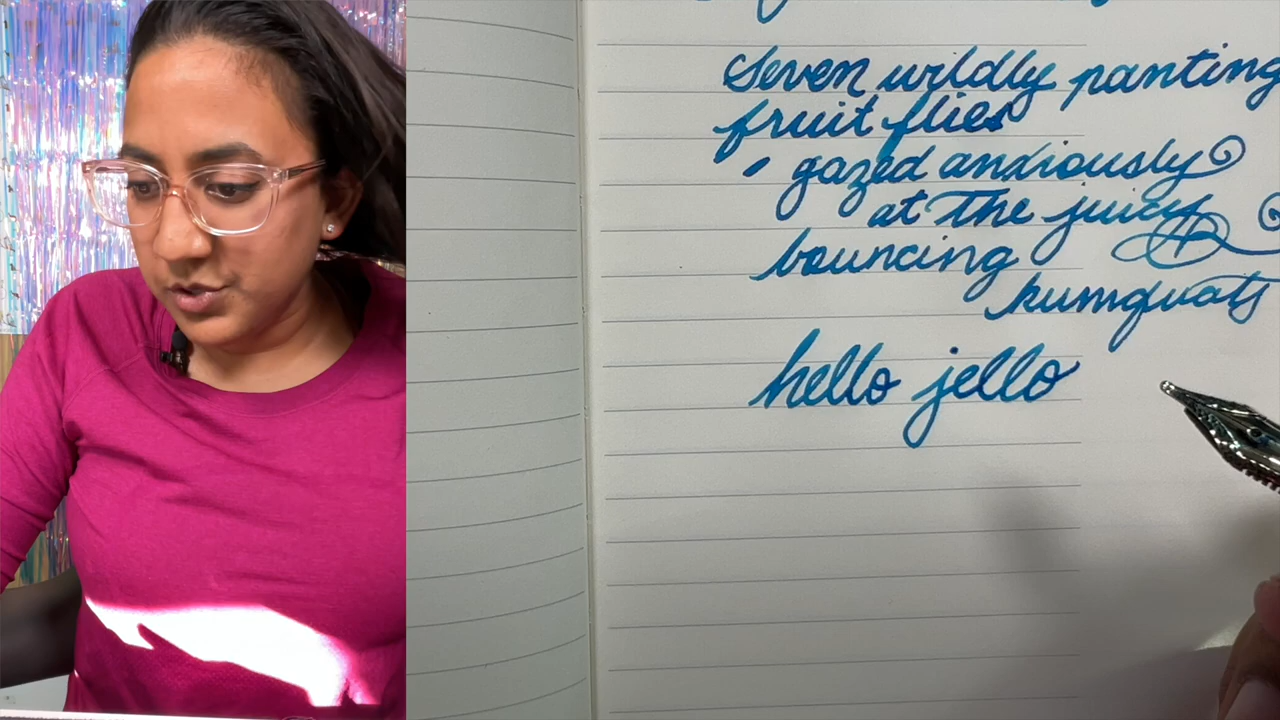 Seven wildly panting
fruit flies
• gazed anxiously
at the juicy
bouncing
kumquats
hello jello